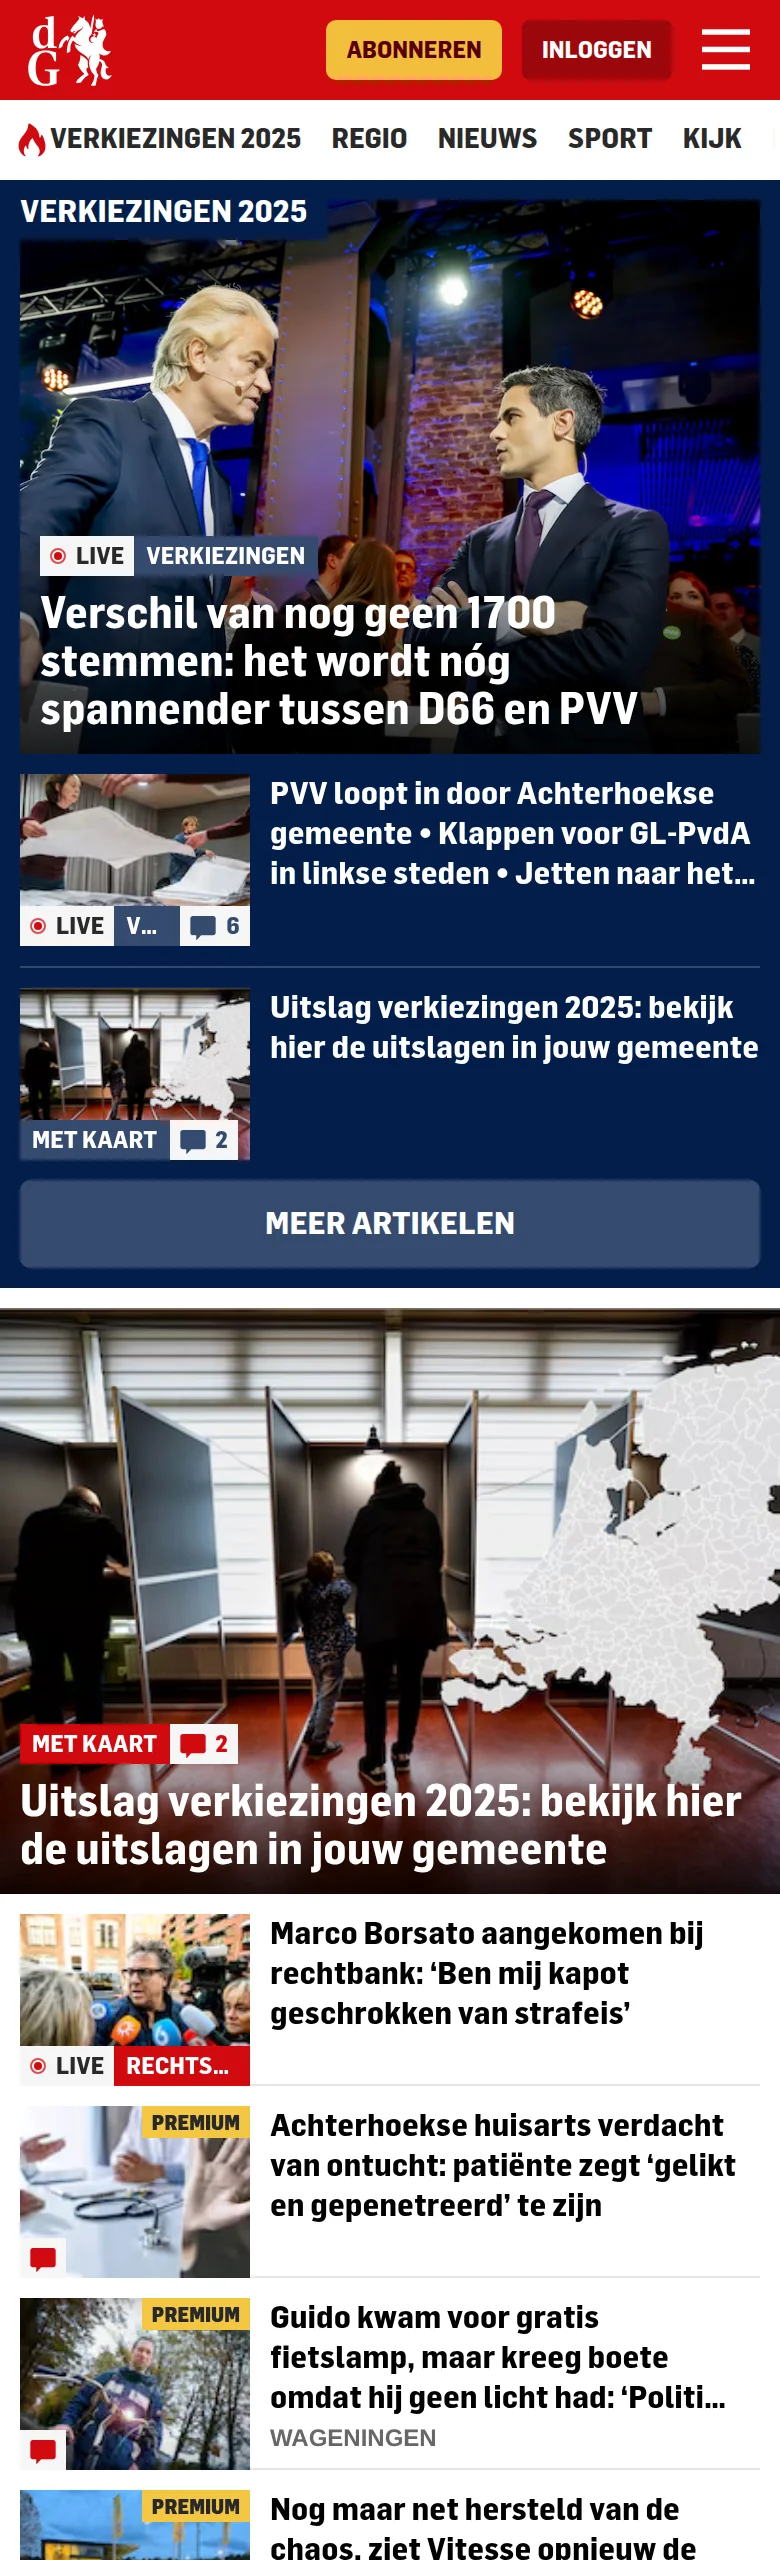 dG
ABONNEREN
INLOGGEN
VERKIEZINGEN 2025 REGIO NIEUWS SPORT KIJK
VERKIEZINGEN 2025
LIVE VERKIEZINGEN
Verschil van nog geen 1700
stemmen: het wordt nóg
spannender tussen D66 en PVV
PVV loopt in door Achterhoekse
gemeente • Klappen voor GL-PvdA
in linkse steden • Jetten naar het...
LIVE V... 6
Uitslag verkiezingen 2025: bekijk
hier de uitslagen in jouw gemeente
MET KAART 2
MEER ARTIKELEN
MET KAART 2
Uitslag verkiezingen 2025: bekijk hier
de uitslagen in jouw gemeente
Marco Borsato aangekomen bij
rechtbank: ‘Ben mij kapot
geschrokken van strafeis’
LIVE RECHTS...
PREMIUM
Achterhoekse huisarts verdacht
van ontucht: patiënte zegt ‘gelikt
en gepenetreerd’ te zijn
PREMIUM
Guido kwam voor gratis
fietslamp, maar kreeg boete
omdat hij geen licht had: ‘Politi...
WAGENINGEN
PREMIUM
Nog maar net hersteld van de
chaos, ziet Vitesse opnieuw de